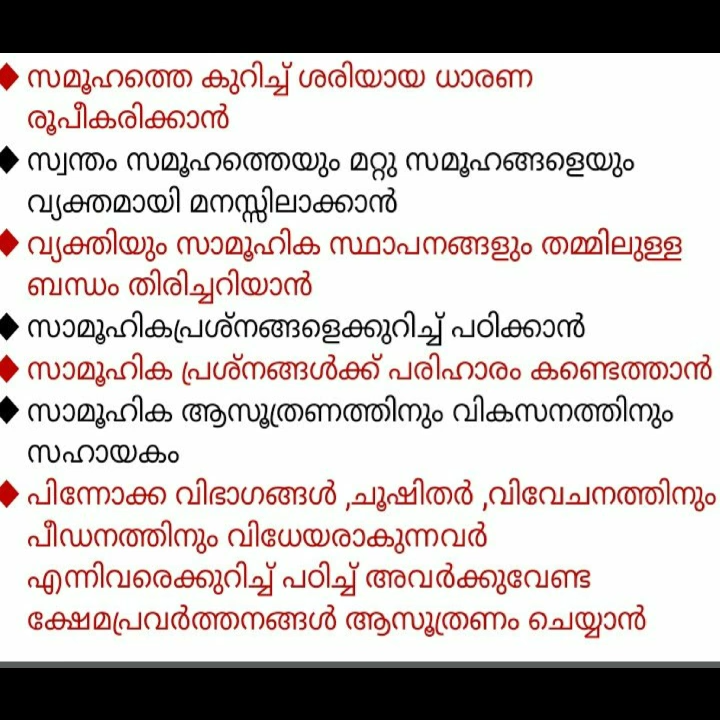 ◆ സമൂഹത്തെ കുറിച്ച് ശരിയായ ധാരണ
രൂപീകരിക്കാൻ
◆ സ്വന്തം സമൂഹത്തെയും മറ്റു സമൂഹങ്ങളെയും
വ്യക്തമായി മനസ്സിലാക്കാൻ
◆ വ്യക്തിയും സാമൂഹിക സ്ഥാപനങ്ങളും തമ്മിലുള്ള
ബന്ധം തിരിച്ചറിയാൻ
◆ സാമൂഹികപ്രശ്നങ്ങളെക്കുറിച്ച് പഠിക്കാൻ
◆ സാമൂഹിക പ്രശ്നങ്ങൾക്ക് പരിഹാരം കണ്ടെത്താൻ
◆ സാമൂഹിക ആസൂത്രണത്തിനും വികസനത്തിനും
സഹായകം
◆ പിന്നോക്ക വിഭാഗങ്ങൾ ,ചൂഷിതർ ,വിവേചനത്തിനും
പീഡനത്തിനും വിധേയരാകുന്നവർ
എന്നിവരെക്കുറിച്ച് പഠിച്ച് അവർക്കുവേണ്ട
ക്ഷേമപ്രവർത്തനങ്ങൾ ആസൂത്രണം ചെയ്യാൻ